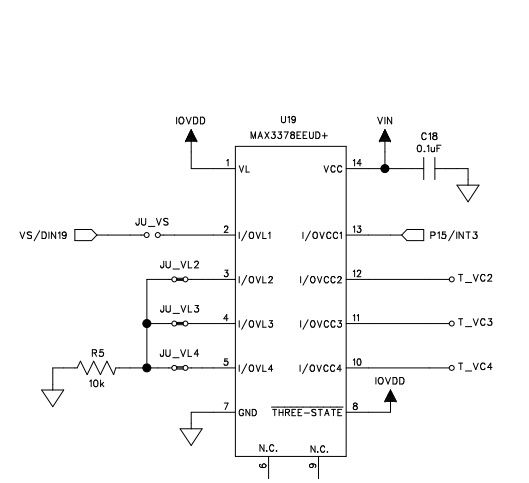 U19
MAX3378EEUD+
IOVDD
VIN
C18
0.1uF
1 VL VCC 14
JU_VS
VS/DIN19 2 I/OVL1 I/OVCC1 13 P15/INT3
JU_VL2
3 I/OVL2 I/OVCC2 12 T_VC2
JU_VL3
4 I/OVL3 I/OVCC3 11 T_VC3
R5
JU_VL4
5 I/OVL4 I/OVCC4 10 T_VC4
10k
IOVDD
7 GND THREE-STATE 8
N.C. N.C.
6 9